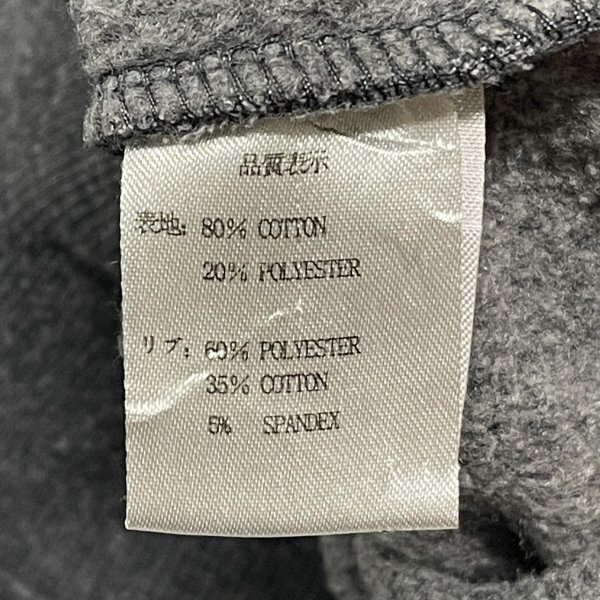 品質表示
表地: 80% COTTON
20% POLYESTER
リブ: 60% POLYESTER
35% COTTON
5% SPANDEX